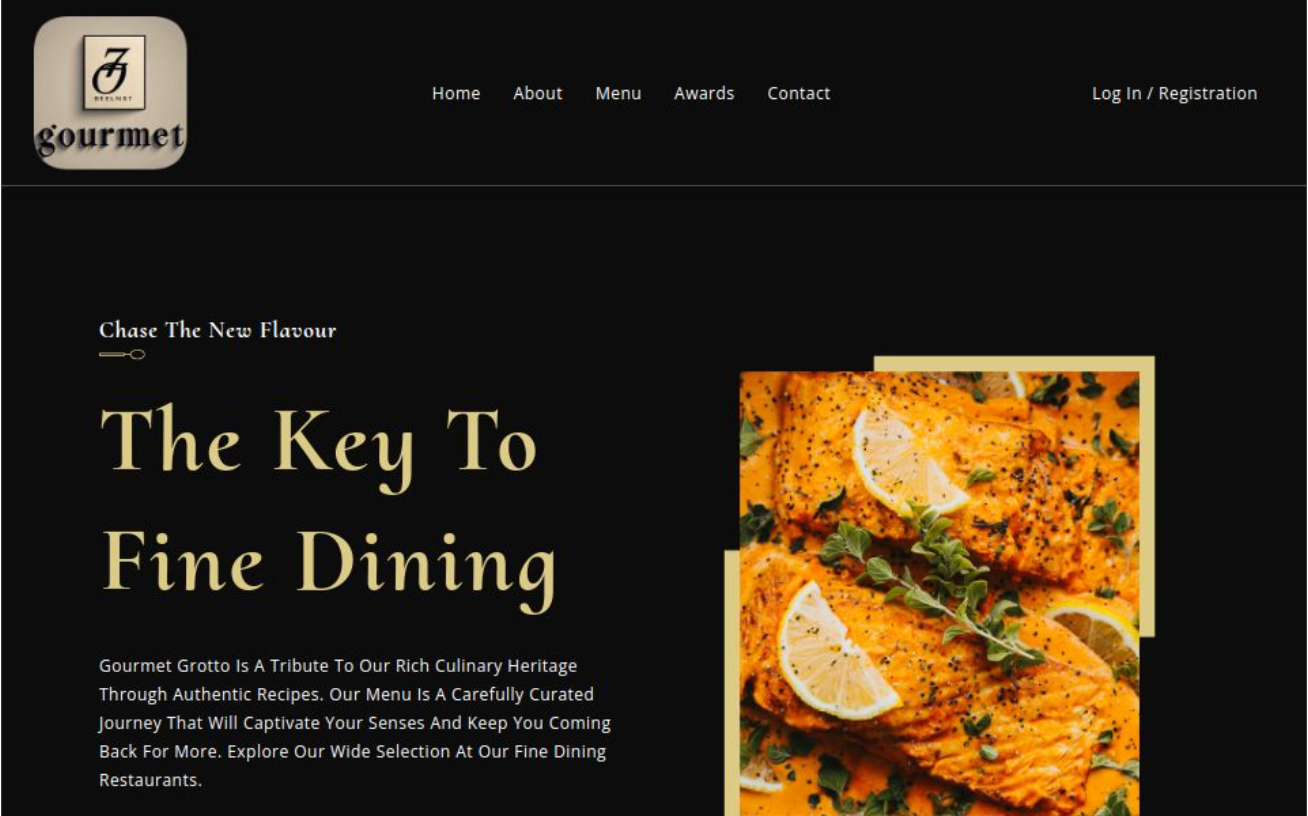 gourmet
Home About Menu Awards Contact
Log In / Registration
Chase The New Flavour
The Key To
Fine Dining
Gourmet Grotto Is A Tribute To Our Rich Culinary Heritage
Through Authentic Recipes. Our Menu Is A Carefully Curated
Journey That Will Captivate Your Senses And Keep You Coming
Back For More. Explore Our Wide Selection At Our Fine Dining
Restaurants.